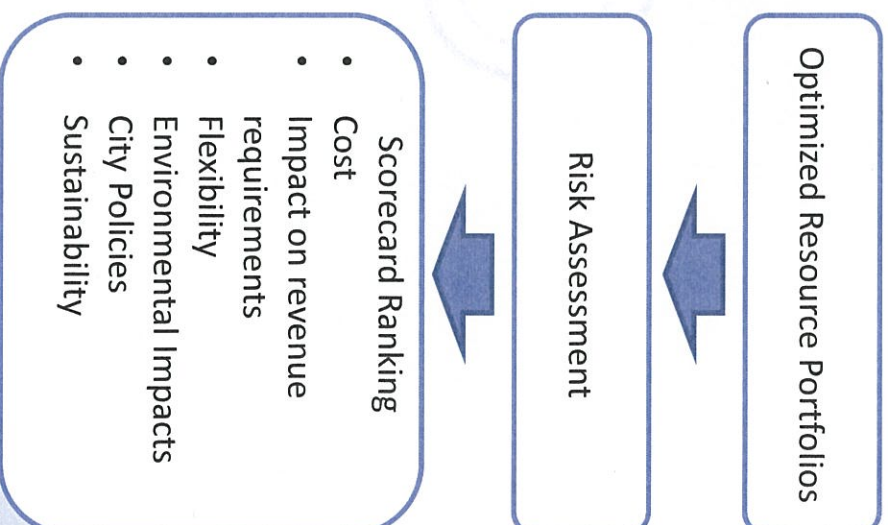 Optimized Resource Portfolios
Risk Assessment
Scorecard Ranking
• Cost
• Impact on revenue
requirements
• Flexibility
• Environmental Impacts
• City Policies
• Sustainability